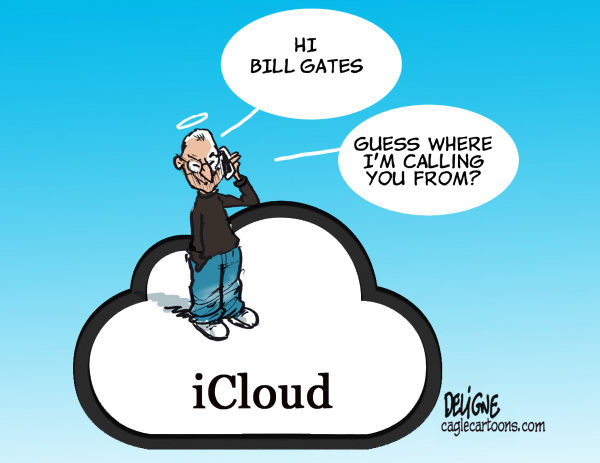 HI
BILL GATES
GUESS WHERE
I'M CALLING
YOU FROM?
iCloud
DELIGNE
caglecartoons.com